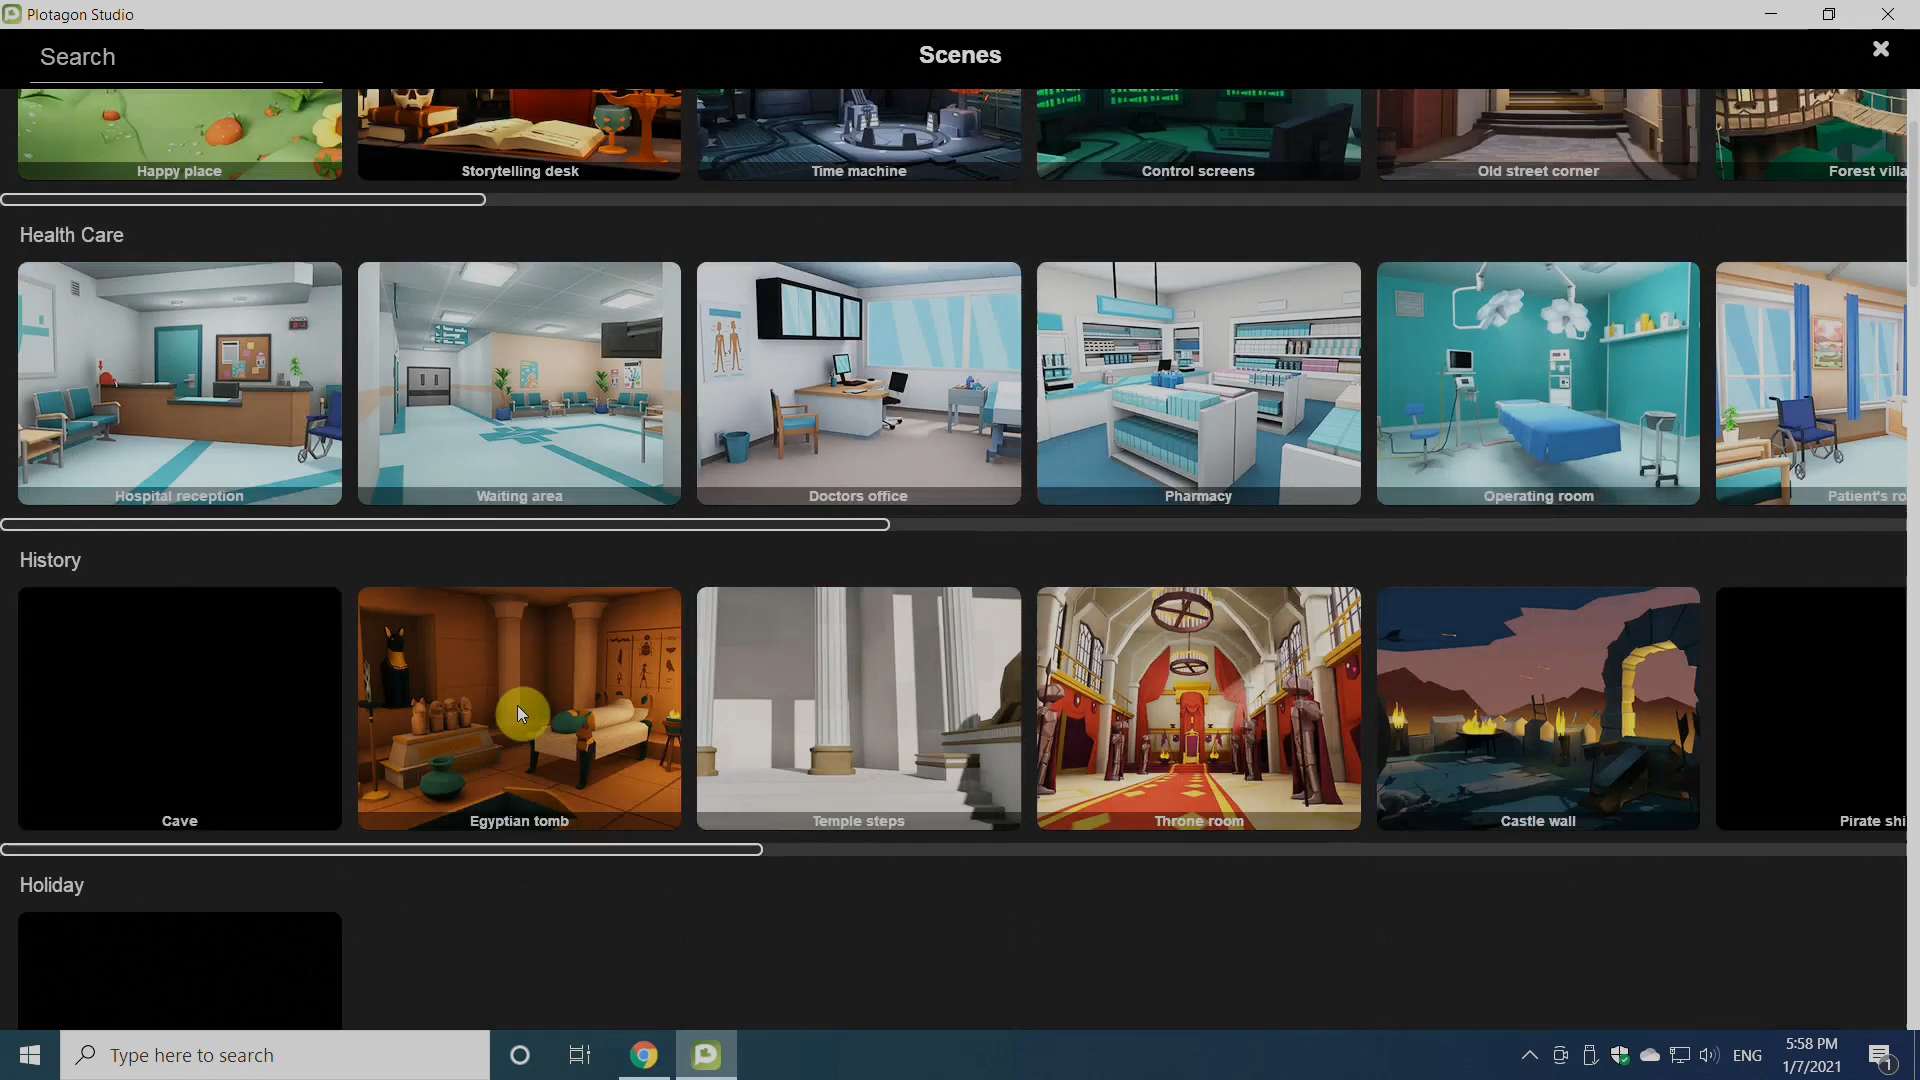 Plotagon Studio
Search
Scenes
Happy place
Storytelling desk
Time machine
Control screens
Old street corner
Forest villa
Health Care
Hospital reception
Waiting area
Doctors office
Pharmacy
Operating room
Patient's ro
History
Cave
Egyptian tomb
Temple steps
Throne room
Castle wall
Pirate shi
Holiday
Type here to search
ENG
5:58 PM
1/7/2021
1